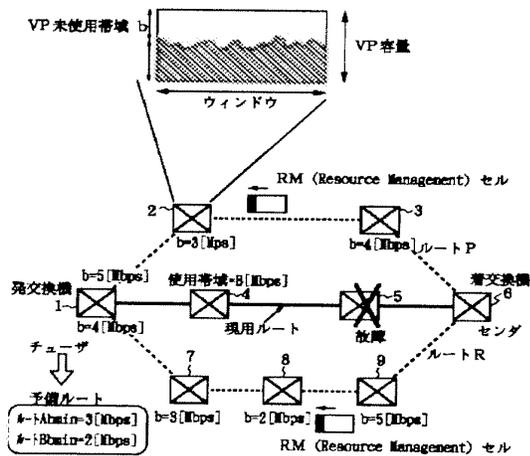 VP未使用帯域 b
VP容量
ウィンドウ
RM (Resource Management) セル
2
3
b=3[Mps]
b=4[Mbps]
ルートP
b=5[Mbps]
発交換機
使用帯域=B[Mbps]
着交換機
1
4
5
6
b=4[Mbps]
現用ルート
故障
センダ
チューザ
ルートR
7
8
9
予備ルート
b=3[Mbps]
b=2[Mbps]
b=5[Mbps]
ルートAbmin=3[Mbps]
ルートBbmin=2[Mbps]
RM (Resource Management) セル